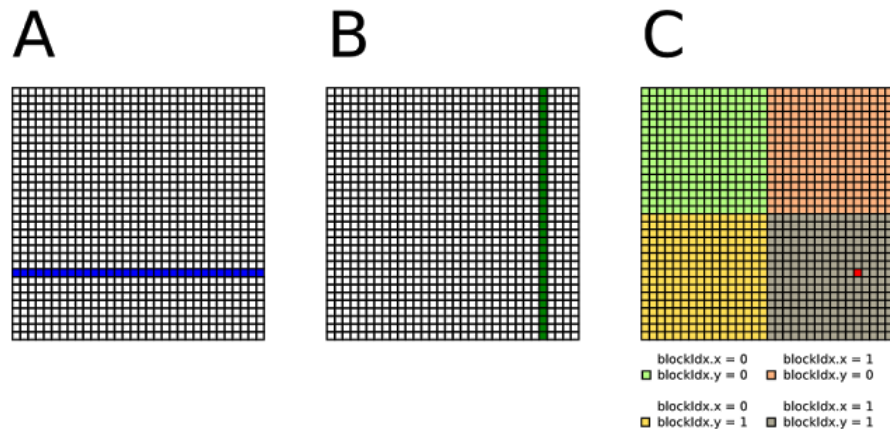 A B C
blockIdx.x = 0 blockIdx.x = 1
blockIdx.y = 0 blockIdx.y = 0
blockIdx.x = 0 blockIdx.x = 1
blockIdx.y = 1 blockIdx.y = 1